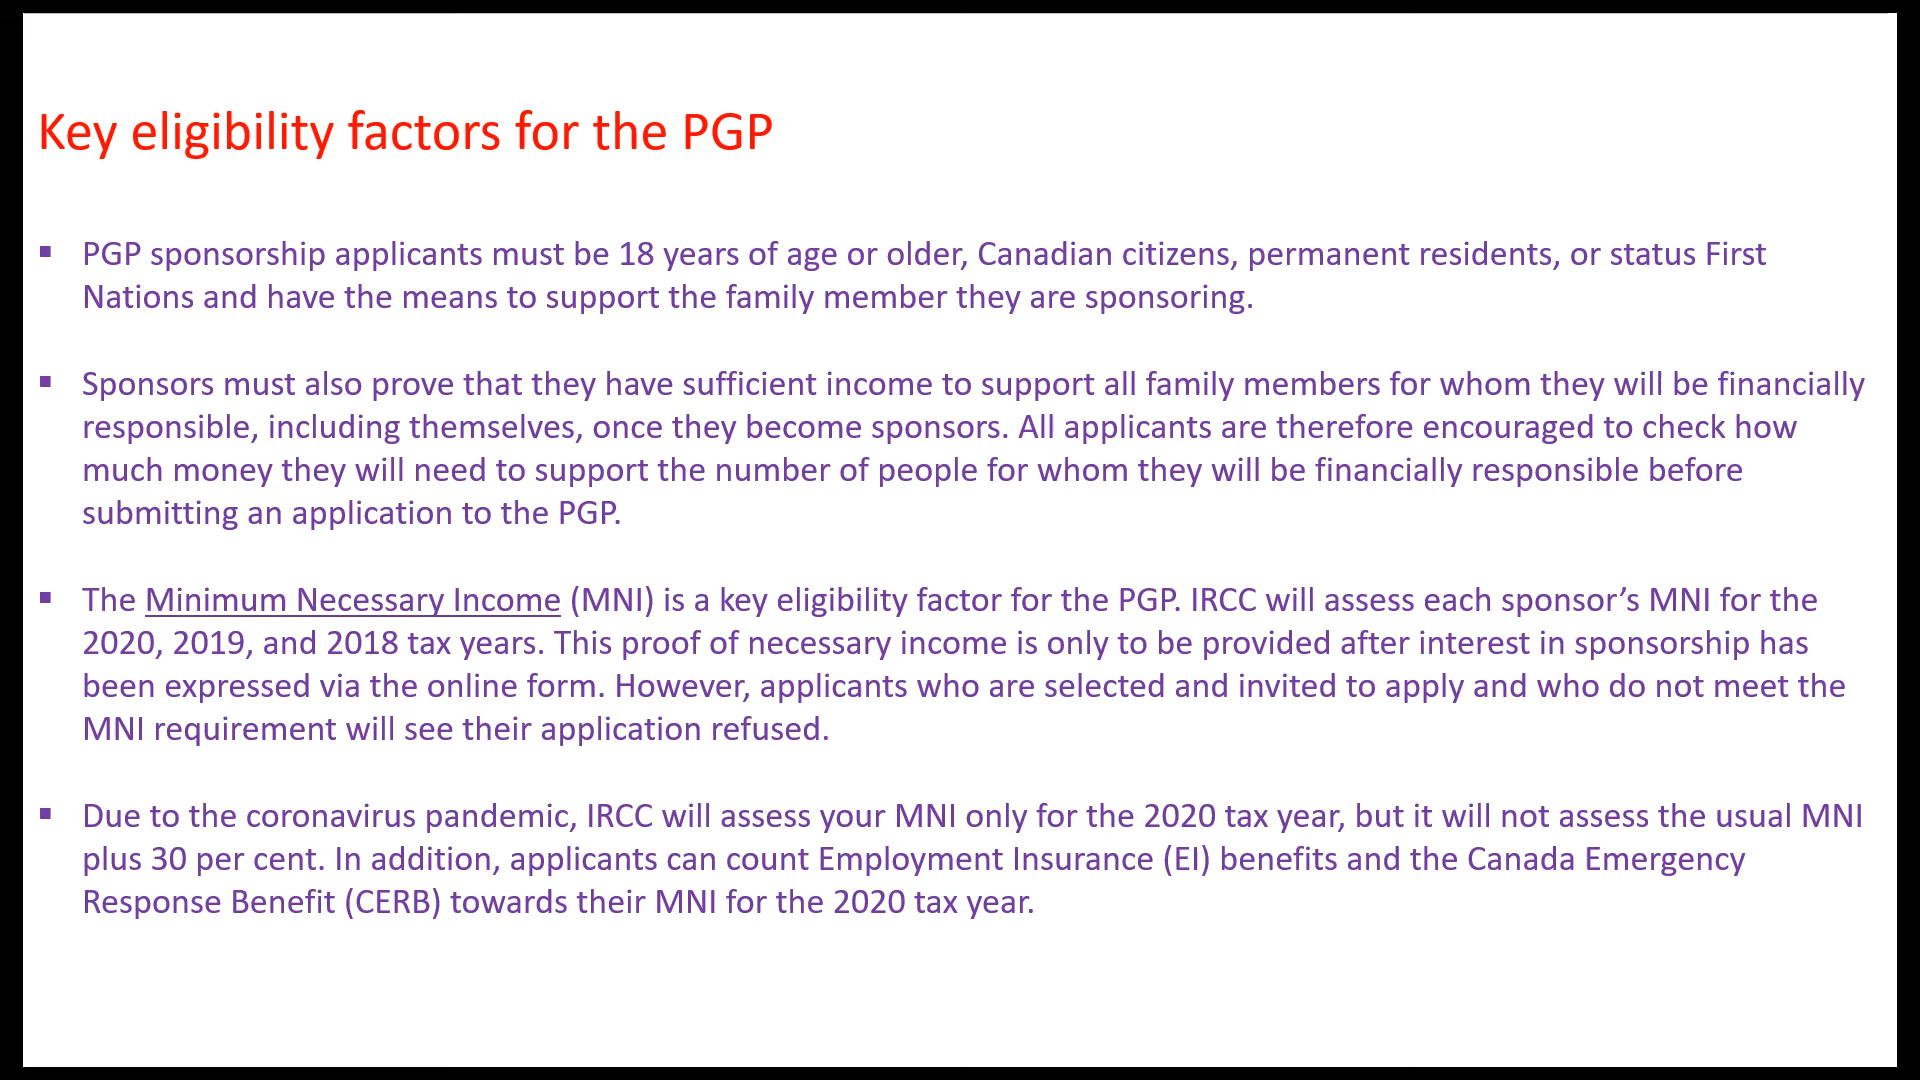 Key eligibility factors for the PGP
▪ PGP sponsorship applicants must be 18 years of age or older, Canadian citizens, permanent residents, or status First
Nations and have the means to support the family member they are sponsoring.
▪ Sponsors must also prove that they have sufficient income to support all family members for whom they will be financially
responsible, including themselves, once they become sponsors. All applicants are therefore encouraged to check how
much money they will need to support the number of people for whom they will be financially responsible before
submitting an application to the PGP.
▪ The Minimum Necessary Income (MNI) is a key eligibility factor for the PGP. IRCC will assess each sponsor’s MNI for the
2020, 2019, and 2018 tax years. This proof of necessary income is only to be provided after interest in sponsorship has
been expressed via the online form. However, applicants who are selected and invited to apply and who do not meet the
MNI requirement will see their application refused.
▪ Due to the coronavirus pandemic, IRCC will assess your MNI only for the 2020 tax year, but it will not assess the usual MNI
plus 30 per cent. In addition, applicants can count Employment Insurance (EI) benefits and the Canada Emergency
Response Benefit (CERB) towards their MNI for the 2020 tax year.